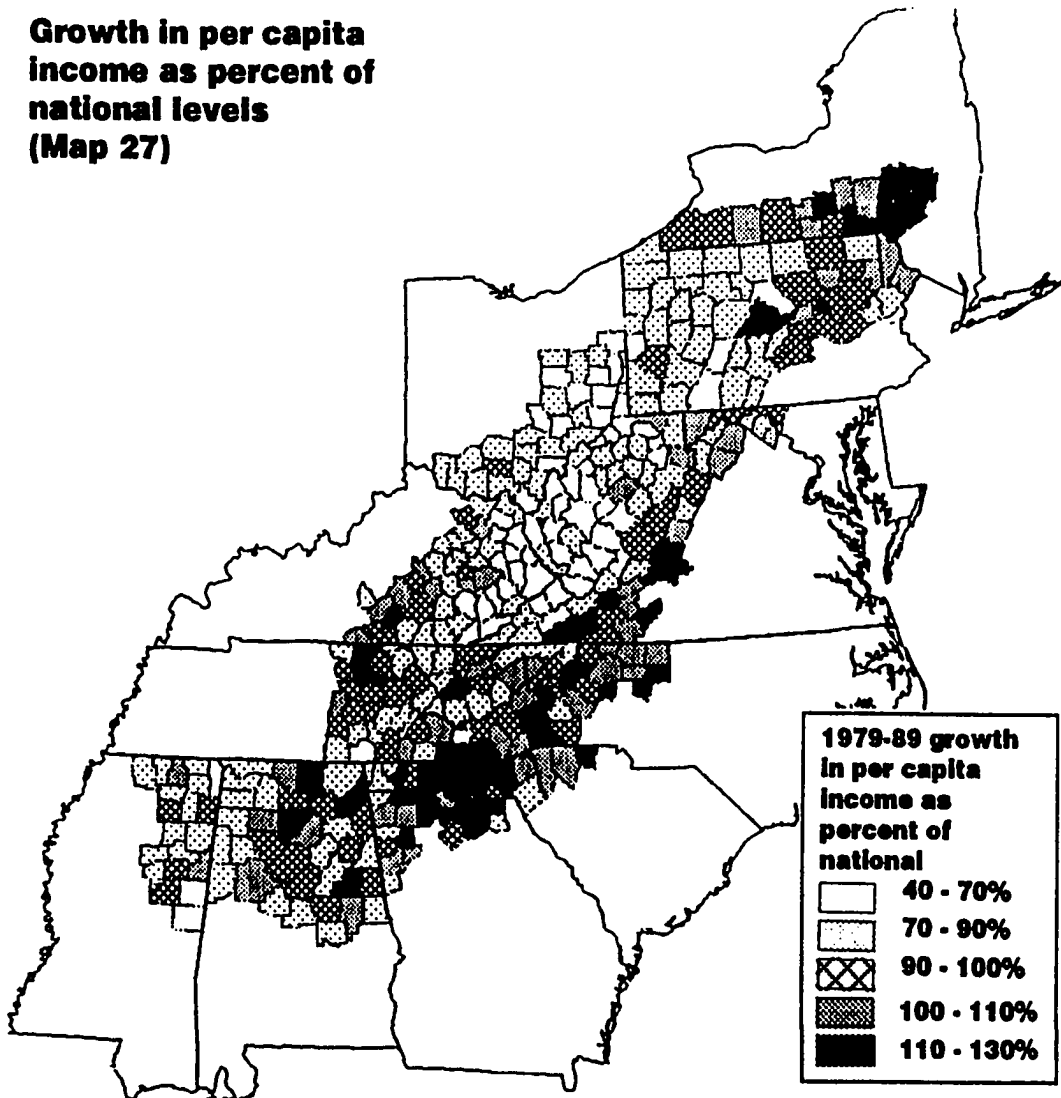 Growth in per capita
income as percent of
national levels
(Map 27)
1979-89 growth
in per capita
income as
percent of
national
40 - 70%
70 - 90%
90 - 100%
100 - 110%
110 - 130%